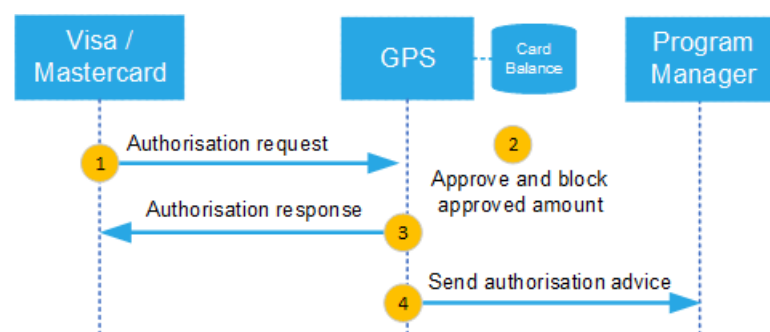 Visa /
Mastercard
GPS
Card
Balance
Program
Manager
1
Authorisation request
2
Approve and block
approved amount
Authorisation response
3
4
Send authorisation advice